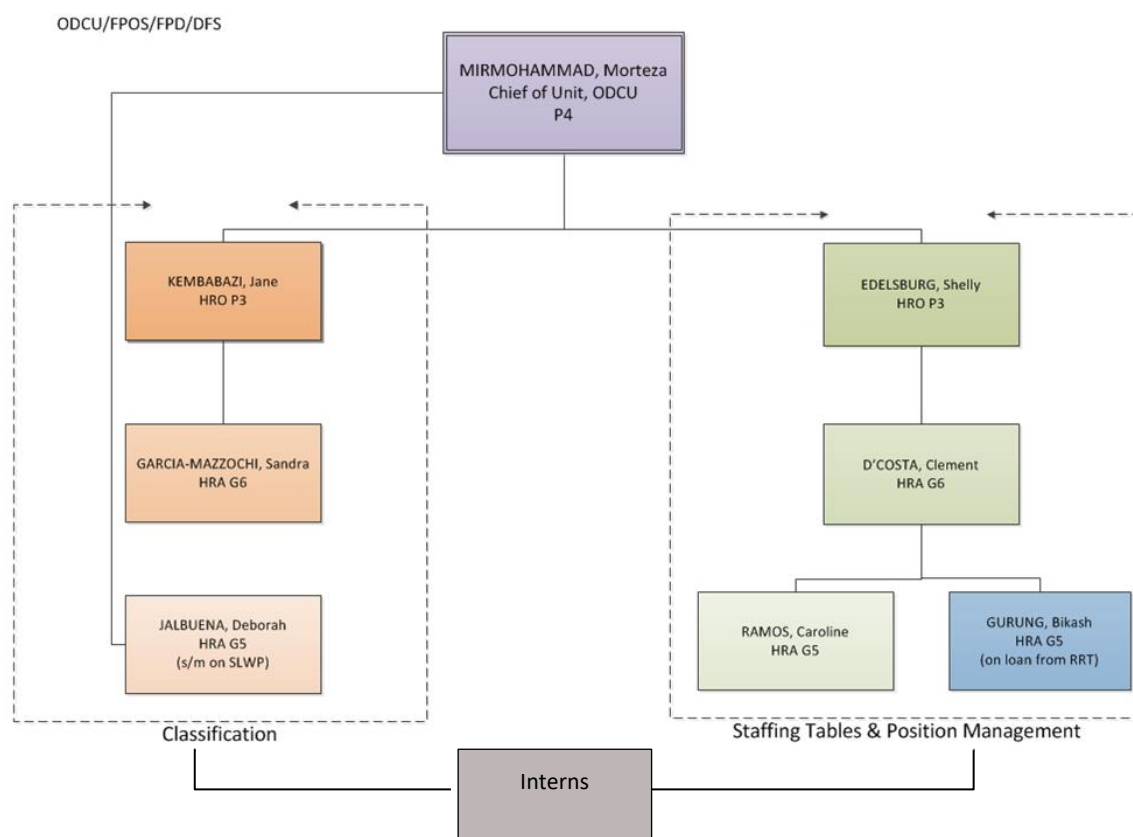 ODCU/FPOS/FPD/DFS
MIRMOHAMMAD, Morteza
Chief of Unit, ODCU
P4
KEMBABAZI, Jane
HRO P3
EDELSBURG, Shelly
HRO P3
GARCIA-MAZZOCHI, Sandra
HRA G6
D'COSTA, Clement
HRA G6
JALBUENA, Deborah
HRA G5
(s/m on SLWP)
RAMOS, Caroline
HRA G5
GURUNG, Bikash
HRA G5
(on loan from RRT)
Classification
Staffing Tables & Position Management
Interns